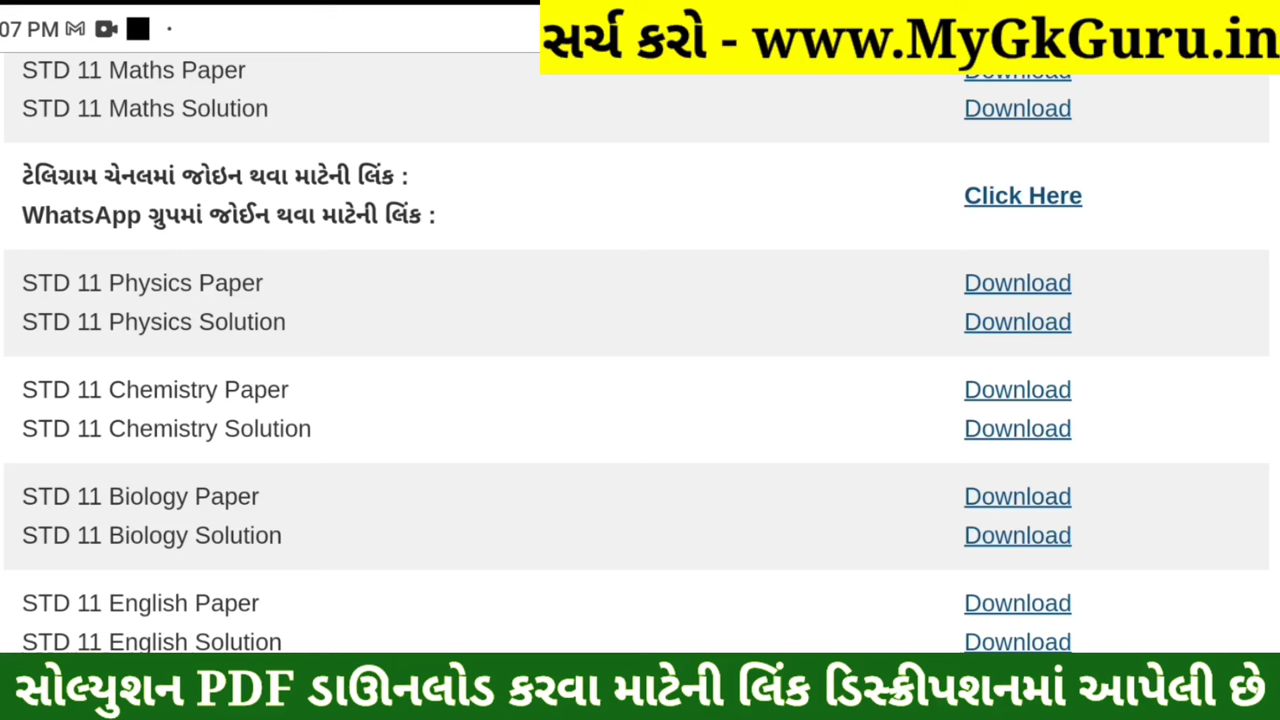 07 PM
સર્ચ કરો - www.MyGkGuru.in
STD 11 Maths Paper Download
STD 11 Maths Solution Download
ટેલિગ્રામ ચેનલમાં જોઇન થવા માટેની લિંક :
Click Here
WhatsApp ગ્રુપમાં જોઈન થવા માટેની લિંક :
STD 11 Physics Paper Download
STD 11 Physics Solution Download
STD 11 Chemistry Paper Download
STD 11 Chemistry Solution Download
STD 11 Biology Paper Download
STD 11 Biology Solution Download
STD 11 English Paper Download
STD 11 English Solution Download
સોલ્યુશન PDF ડાઊનલોડ કરવા માટેની લિંક ડિસ્ક્રીપશનમાં આપેલી છે